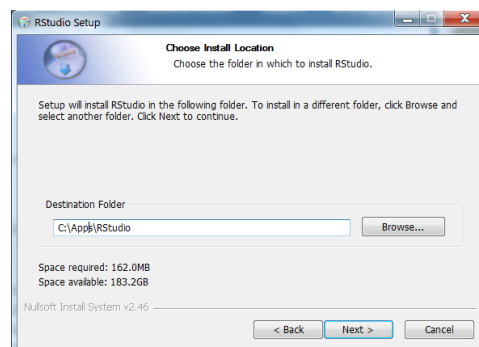 RStudio Setup
Choose Install Location
Choose the folder in which to install RStudio.
Setup will install RStudio in the following folder. To install in a different folder, click Browse and
select another folder. Click Next to continue.
Destination Folder
C:\Apps\RStudio
Browse...
Space required: 162.0MB
Space available: 183.2GB
Nullsoft Install System v2.46
< Back Next > Cancel